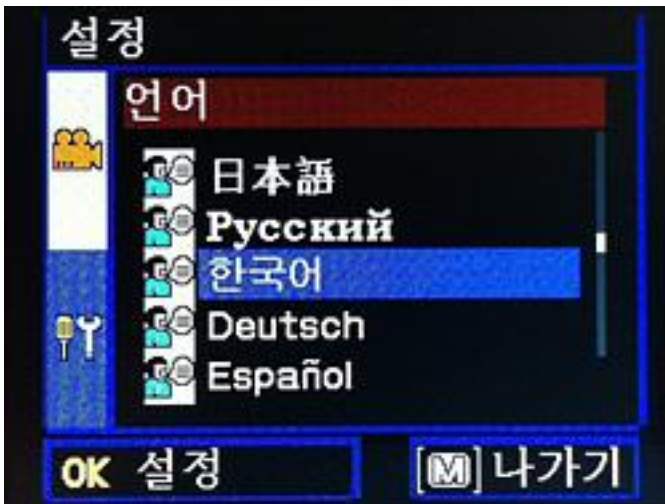 설정
언어
日本語
Русский
한국어
Deutsch
Español
OK 설정 [M] 나가기